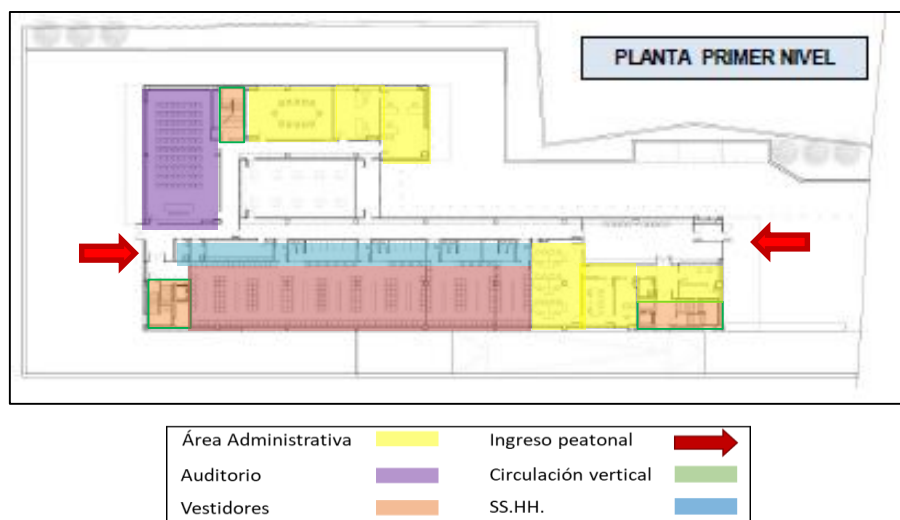 PLANTA PRIMER NIVEL
Área Administrativa
Ingreso peatonal
Auditorio
Circulación vertical
Vestidores
SS.HH.